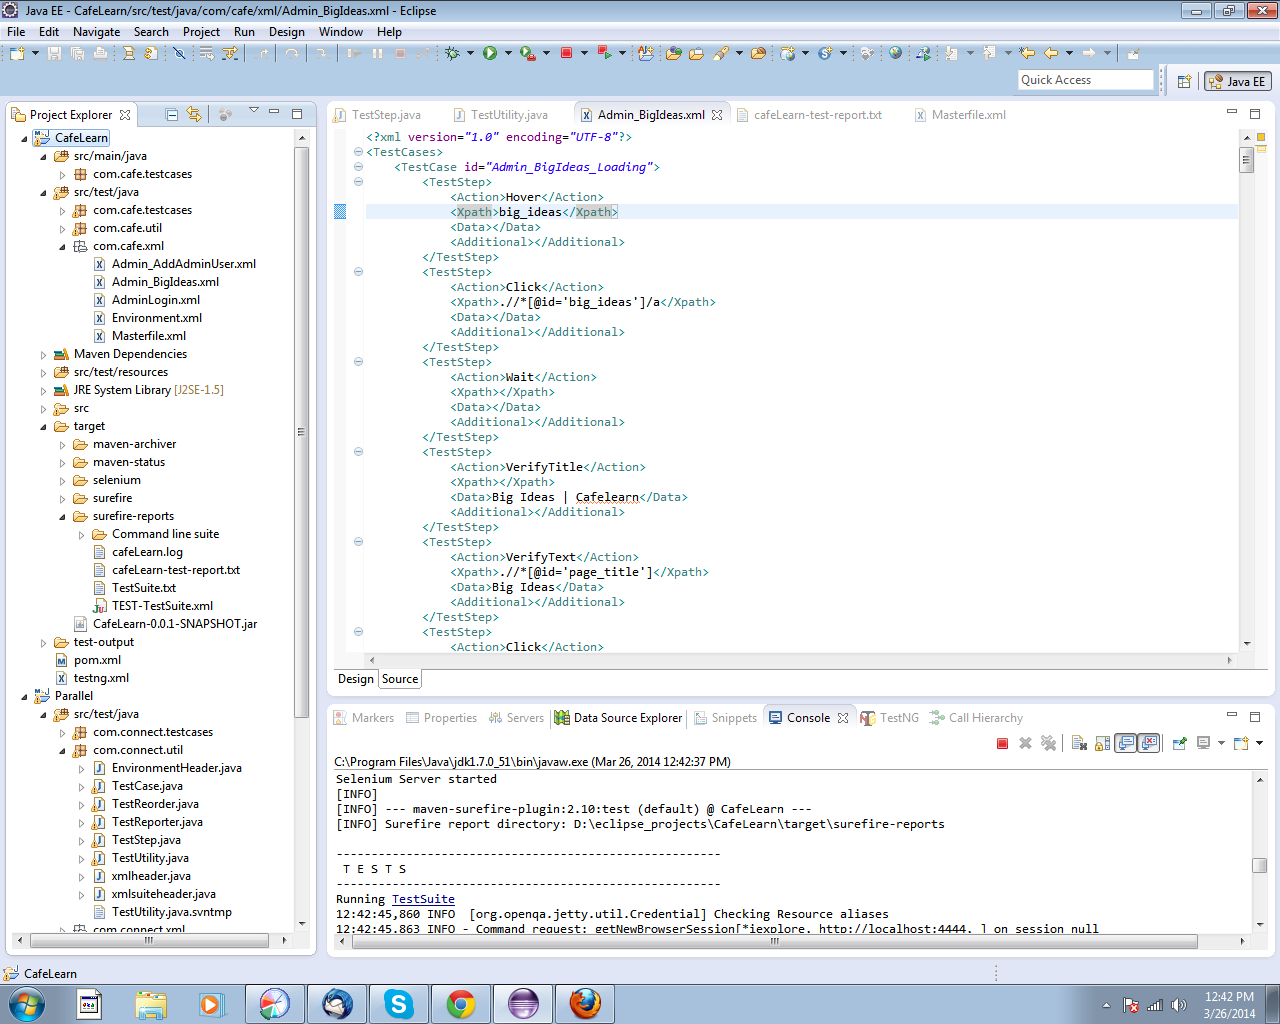 Java EE - CafeLearn/src/test/java/com/cafe/xml/Admin_BigIdeas.xml - Eclipse
File Edit Navigate Search Project Run Design Window Help
Quick Access
Java EE
Project Explorer
CafeLearn
src/main/java
com.cafe.testcases
src/test/java
com.cafe.testcases
com.cafe.util
com.cafe.xml
Admin_AddAdminUser.xml
Admin_BigIdeas.xml
AdminLogin.xml
Environment.xml
Masterfile.xml
Maven Dependencies
src/test/resources
JRE System Library [J2SE-1.5]
src
target
maven-archiver
maven-status
selenium
surefire
surefire-reports
Command line suite
cafeLearn.log
cafeLearn-test-report.txt
TestSuite.txt
TEST-TestSuite.xml
CafeLearn-0.0.1-SNAPSHOT.jar
test-output
pom.xml
testng.xml
Parallel
src/test/java
com.connect.testcases
com.connect.util
EnvironmentHeader.java
TestCase.java
TestReorder.java
TestReporter.java
TestStep.java
TestUtility.java
xmlheader.java
xmlsuiteheader.java
TestUtility.java.svntmp
com.connect.xml
TestStep.java TestUtility.java Admin_BigIdeas.xml cafeLearn-test-report.txt Masterfile.xml
<?xml version="1.0" encoding="UTF-8"?>
<TestCases>
<TestCase id="Admin_BigIdeas_Loading">
<TestStep>
<Action>Hover</Action>
<Xpath>big_ideas</Xpath>
<Data></Data>
<Additional></Additional>
</TestStep>
<TestStep>
<Action>Click</Action>
<Xpath>.//*[@id='big_ideas']/a</Xpath>
<Data></Data>
<Additional></Additional>
</TestStep>
<TestStep>
<Action>Wait</Action>
<Xpath></Xpath>
<Data></Data>
<Additional></Additional>
</TestStep>
<TestStep>
<Action>VerifyTitle</Action>
<Xpath></Xpath>
<Data>Big Ideas | Cafelearn</Data>
<Additional></Additional>
</TestStep>
<TestStep>
<Action>VerifyText</Action>
<Xpath>.//*[@id='page_title']</Xpath>
<Data>Big Ideas</Data>
<Additional></Additional>
</TestStep>
<TestStep>
<Action>Click</Action>
Design Source
Markers Properties Servers Data Source Explorer Snippets Console TestNG Call Hierarchy
C:\Program Files\Java\jdk1.7.0_51\bin\javaw.exe (Mar 26, 2014 12:42:37 PM)
Selenium Server started
[INFO]
[INFO] --- maven-surefire-plugin:2.10:test (default) @ CafeLearn ---
[INFO] Surefire report directory: D:\eclipse_projects\CafeLearn\target\surefire-reports
-------------------------------------------------------
T E S T S
-------------------------------------------------------
Running TestSuite
12:42:45,860 INFO [org.openqa.jetty.util.Credential] Checking Resource aliases
12:42:45,863 INFO - Command request: getNewBrowserSession[*iexplore, http://localhost:4444, ] on session null
CafeLearn
12:42 PM
3/26/2014